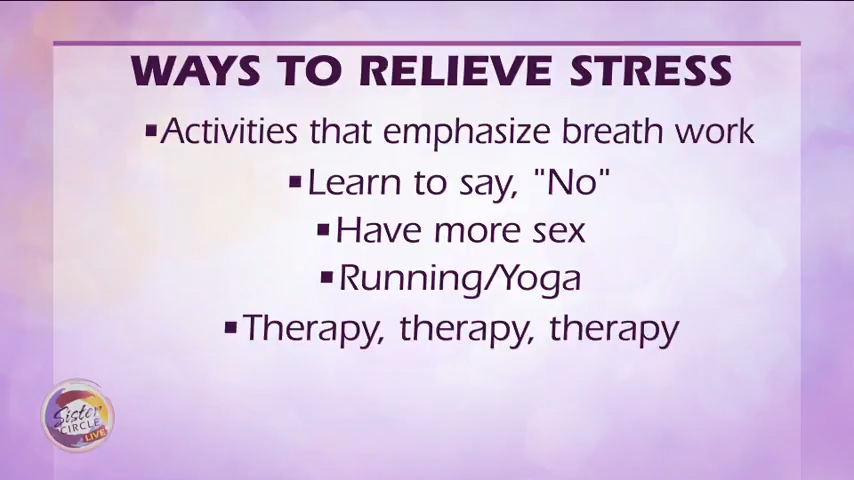 WAYS TO RELIEVE STRESS
▪Activities that emphasize breath work
▪Learn to say, "No"
▪Have more sex
▪Running/Yoga
▪Therapy, therapy, therapy
Sister
CIRCLE
LIVE